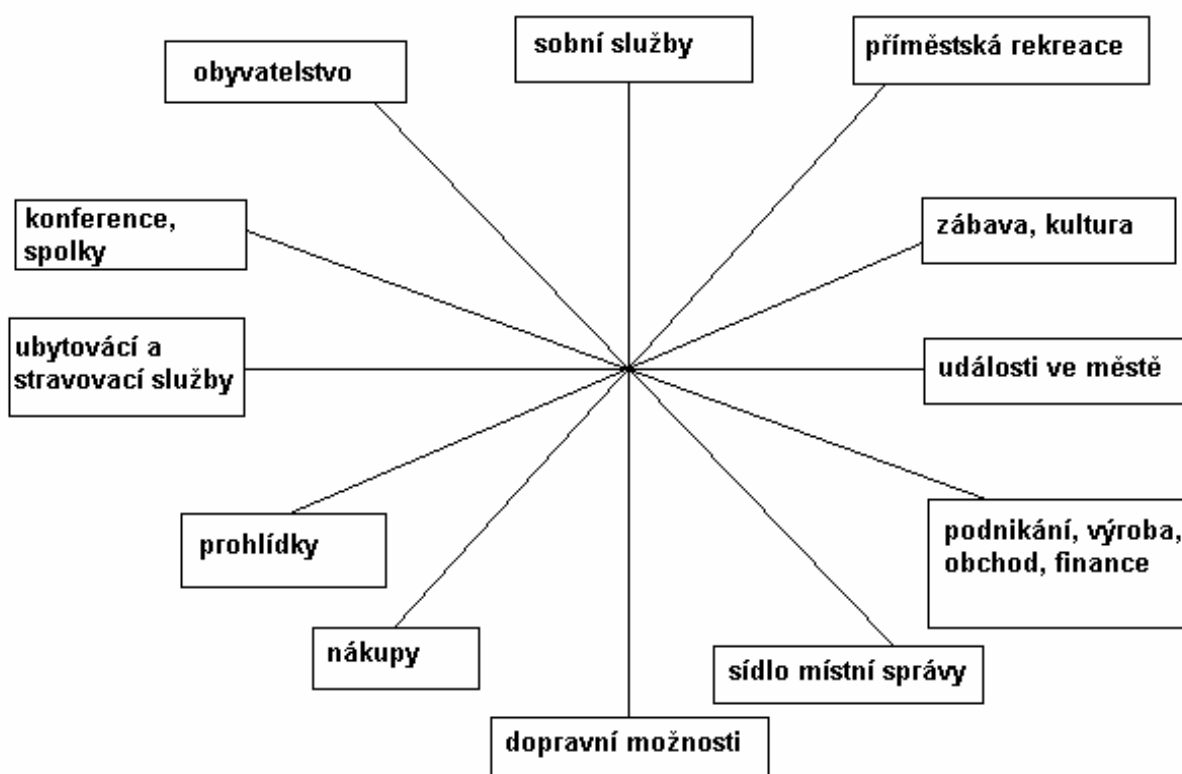 sobní služby
příměstská rekreace
obyvatelstvo
konference,
spolky
zábava, kultura
ubytovácí a
stravovací služby
události ve městě
prohlídky
podnikání, výroba,
obchod, finance
nákupy
sídlo místní správy
dopravní možnosti